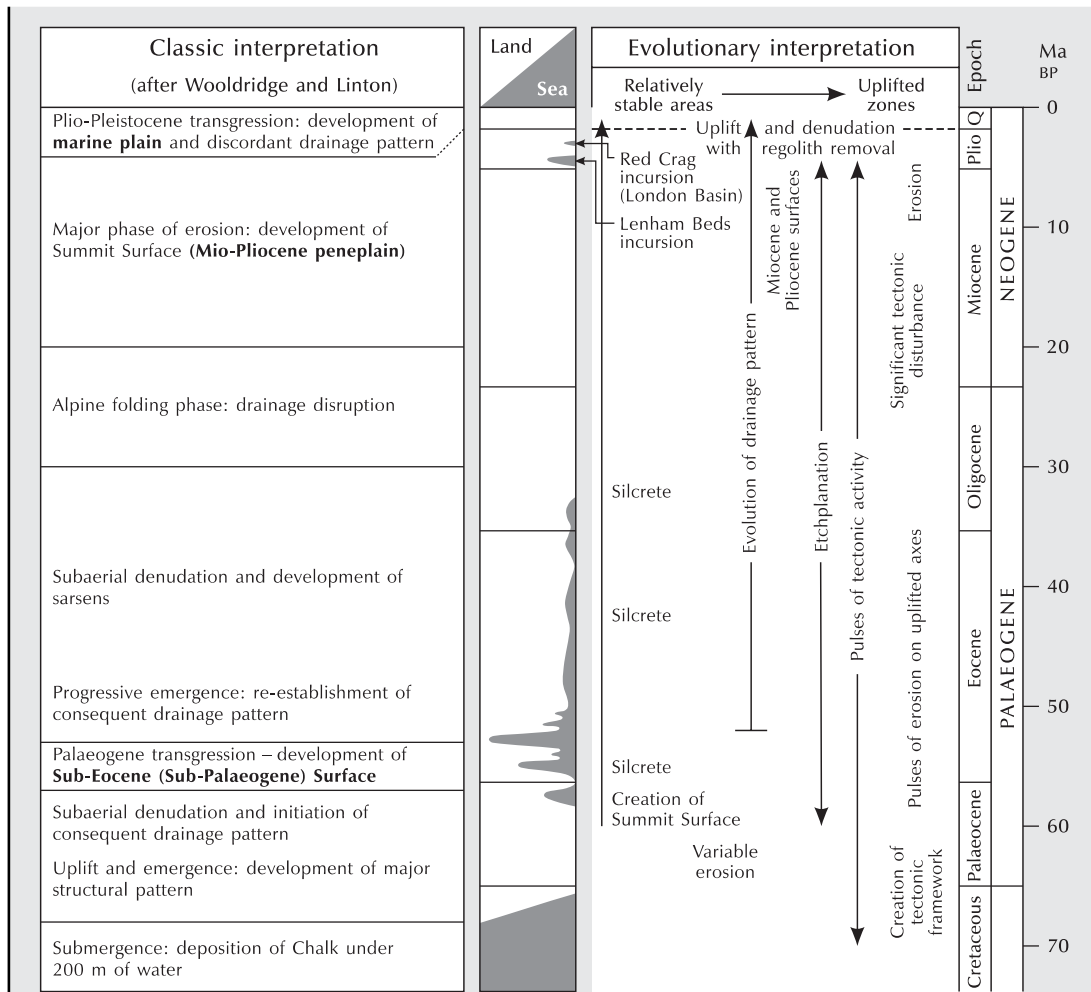 Classic interpretation
(after Wooldridge and Linton)
Plio-Pleistocene transgression: development of
marine plain and discordant drainage pattern
Major phase of erosion: development of
Summit Surface (Mio-Pliocene peneplain)
Alpine folding phase: drainage disruption
Subaerial denudation and development of
sarsens
Progressive emergence: re-establishment of
consequent drainage pattern
Palaeogene transgression – development of
Sub-Eocene (Sub-Palaeogene) Surface
Subaerial denudation and initiation of
consequent drainage pattern
Uplift and emergence: development of major
structural pattern
Submergence: deposition of Chalk under
200 m of water
Land
Sea
Evolutionary interpretation
Relatively
stable areas
Uplifted
zones
Uplift and denudation
with regolith removal
Red Crag
incursion
(London Basin)
Lenham Beds
incursion
Silcrete
Silcrete
Silcrete
Creation of
Summit Surface
Variable
erosion
Evolution of drainage pattern
Miocene and
Pliocene surfaces
Etchplanation
Pulses of tectonic activity
Erosion
Significant tectonic
disturbance
Pulses of erosion on uplifted axes
Creation of
tectonic
framework
Epoch
Q
Plio
Miocene
Oligocene
Eocene
Palaeocene
Cretaceous
NEOGENE
PALAEOGENE
Ma
BP
0
10
20
30
40
50
60
70